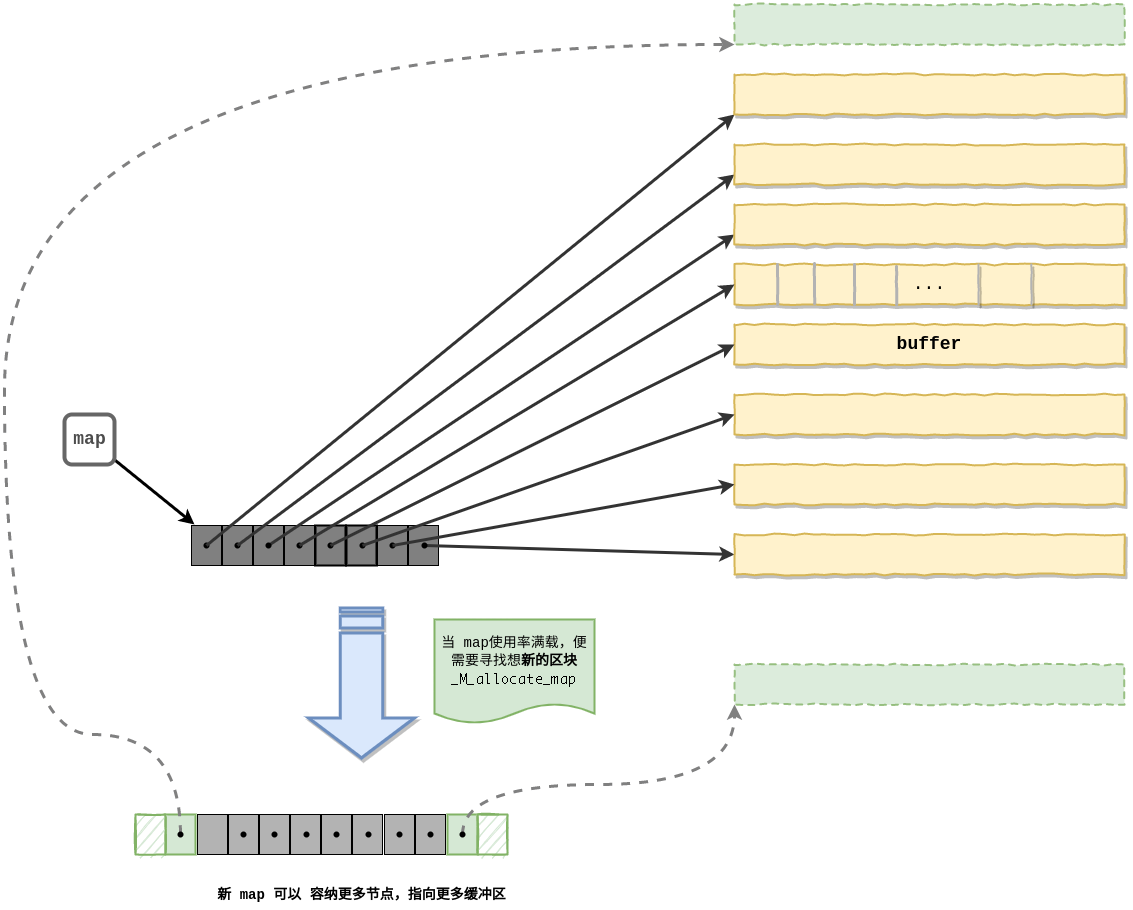 ...
buffer
map
当 map使用率满载，便
需要寻找想新的区块
_M_allocate_map
新 map 可以 容纳更多节点，指向更多缓冲区